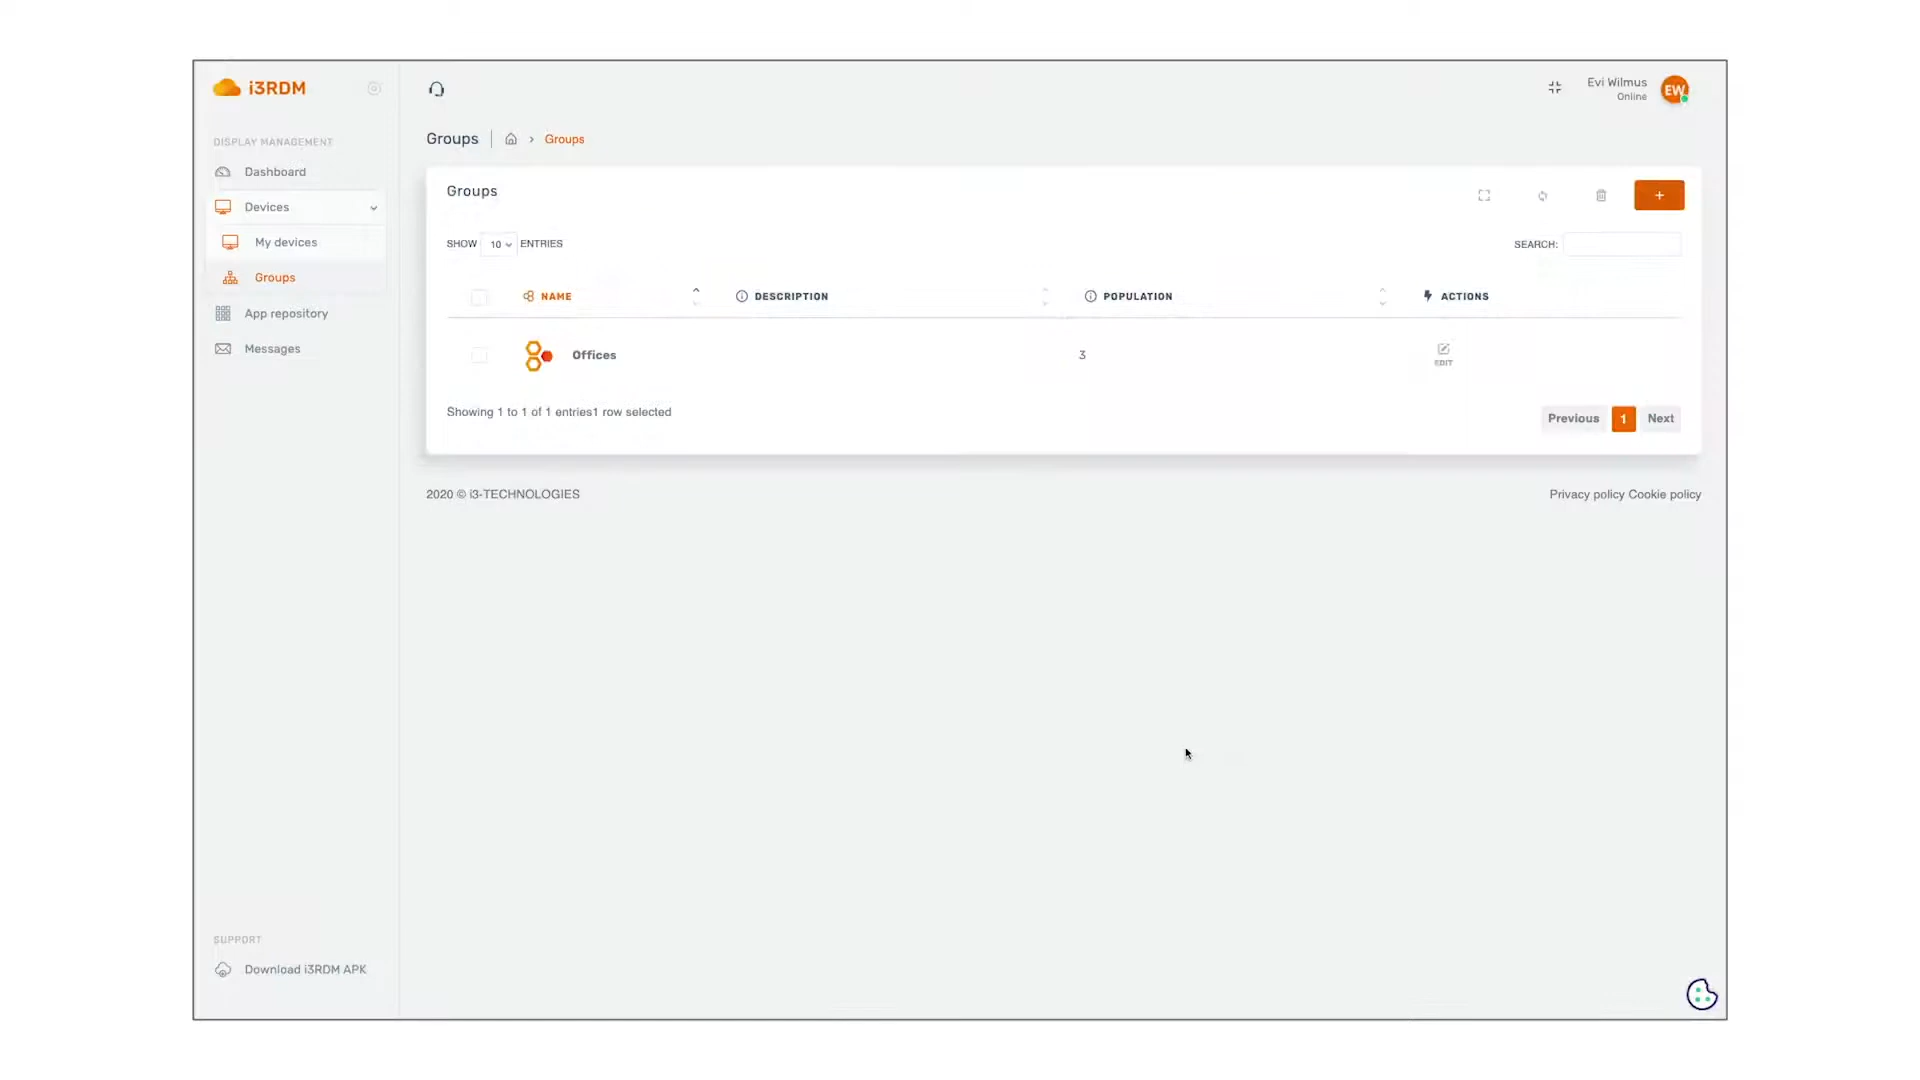 i3RDM
Evi Wilmus
Online
EW
DISPLAY MANAGEMENT
Dashboard
Devices
My devices
Groups
App repository
Messages
Groups
Groups
Groups
+
SHOW 10 ENTRIES
SEARCH:
NAME DESCRIPTION POPULATION ACTIONS
Offices 3 EDIT
Showing 1 to 1 of 1 entries1 row selected
Previous 1 Next
2020 © i3-TECHNOLOGIES
Privacy policy Cookie policy
SUPPORT
Download i3RDM APK